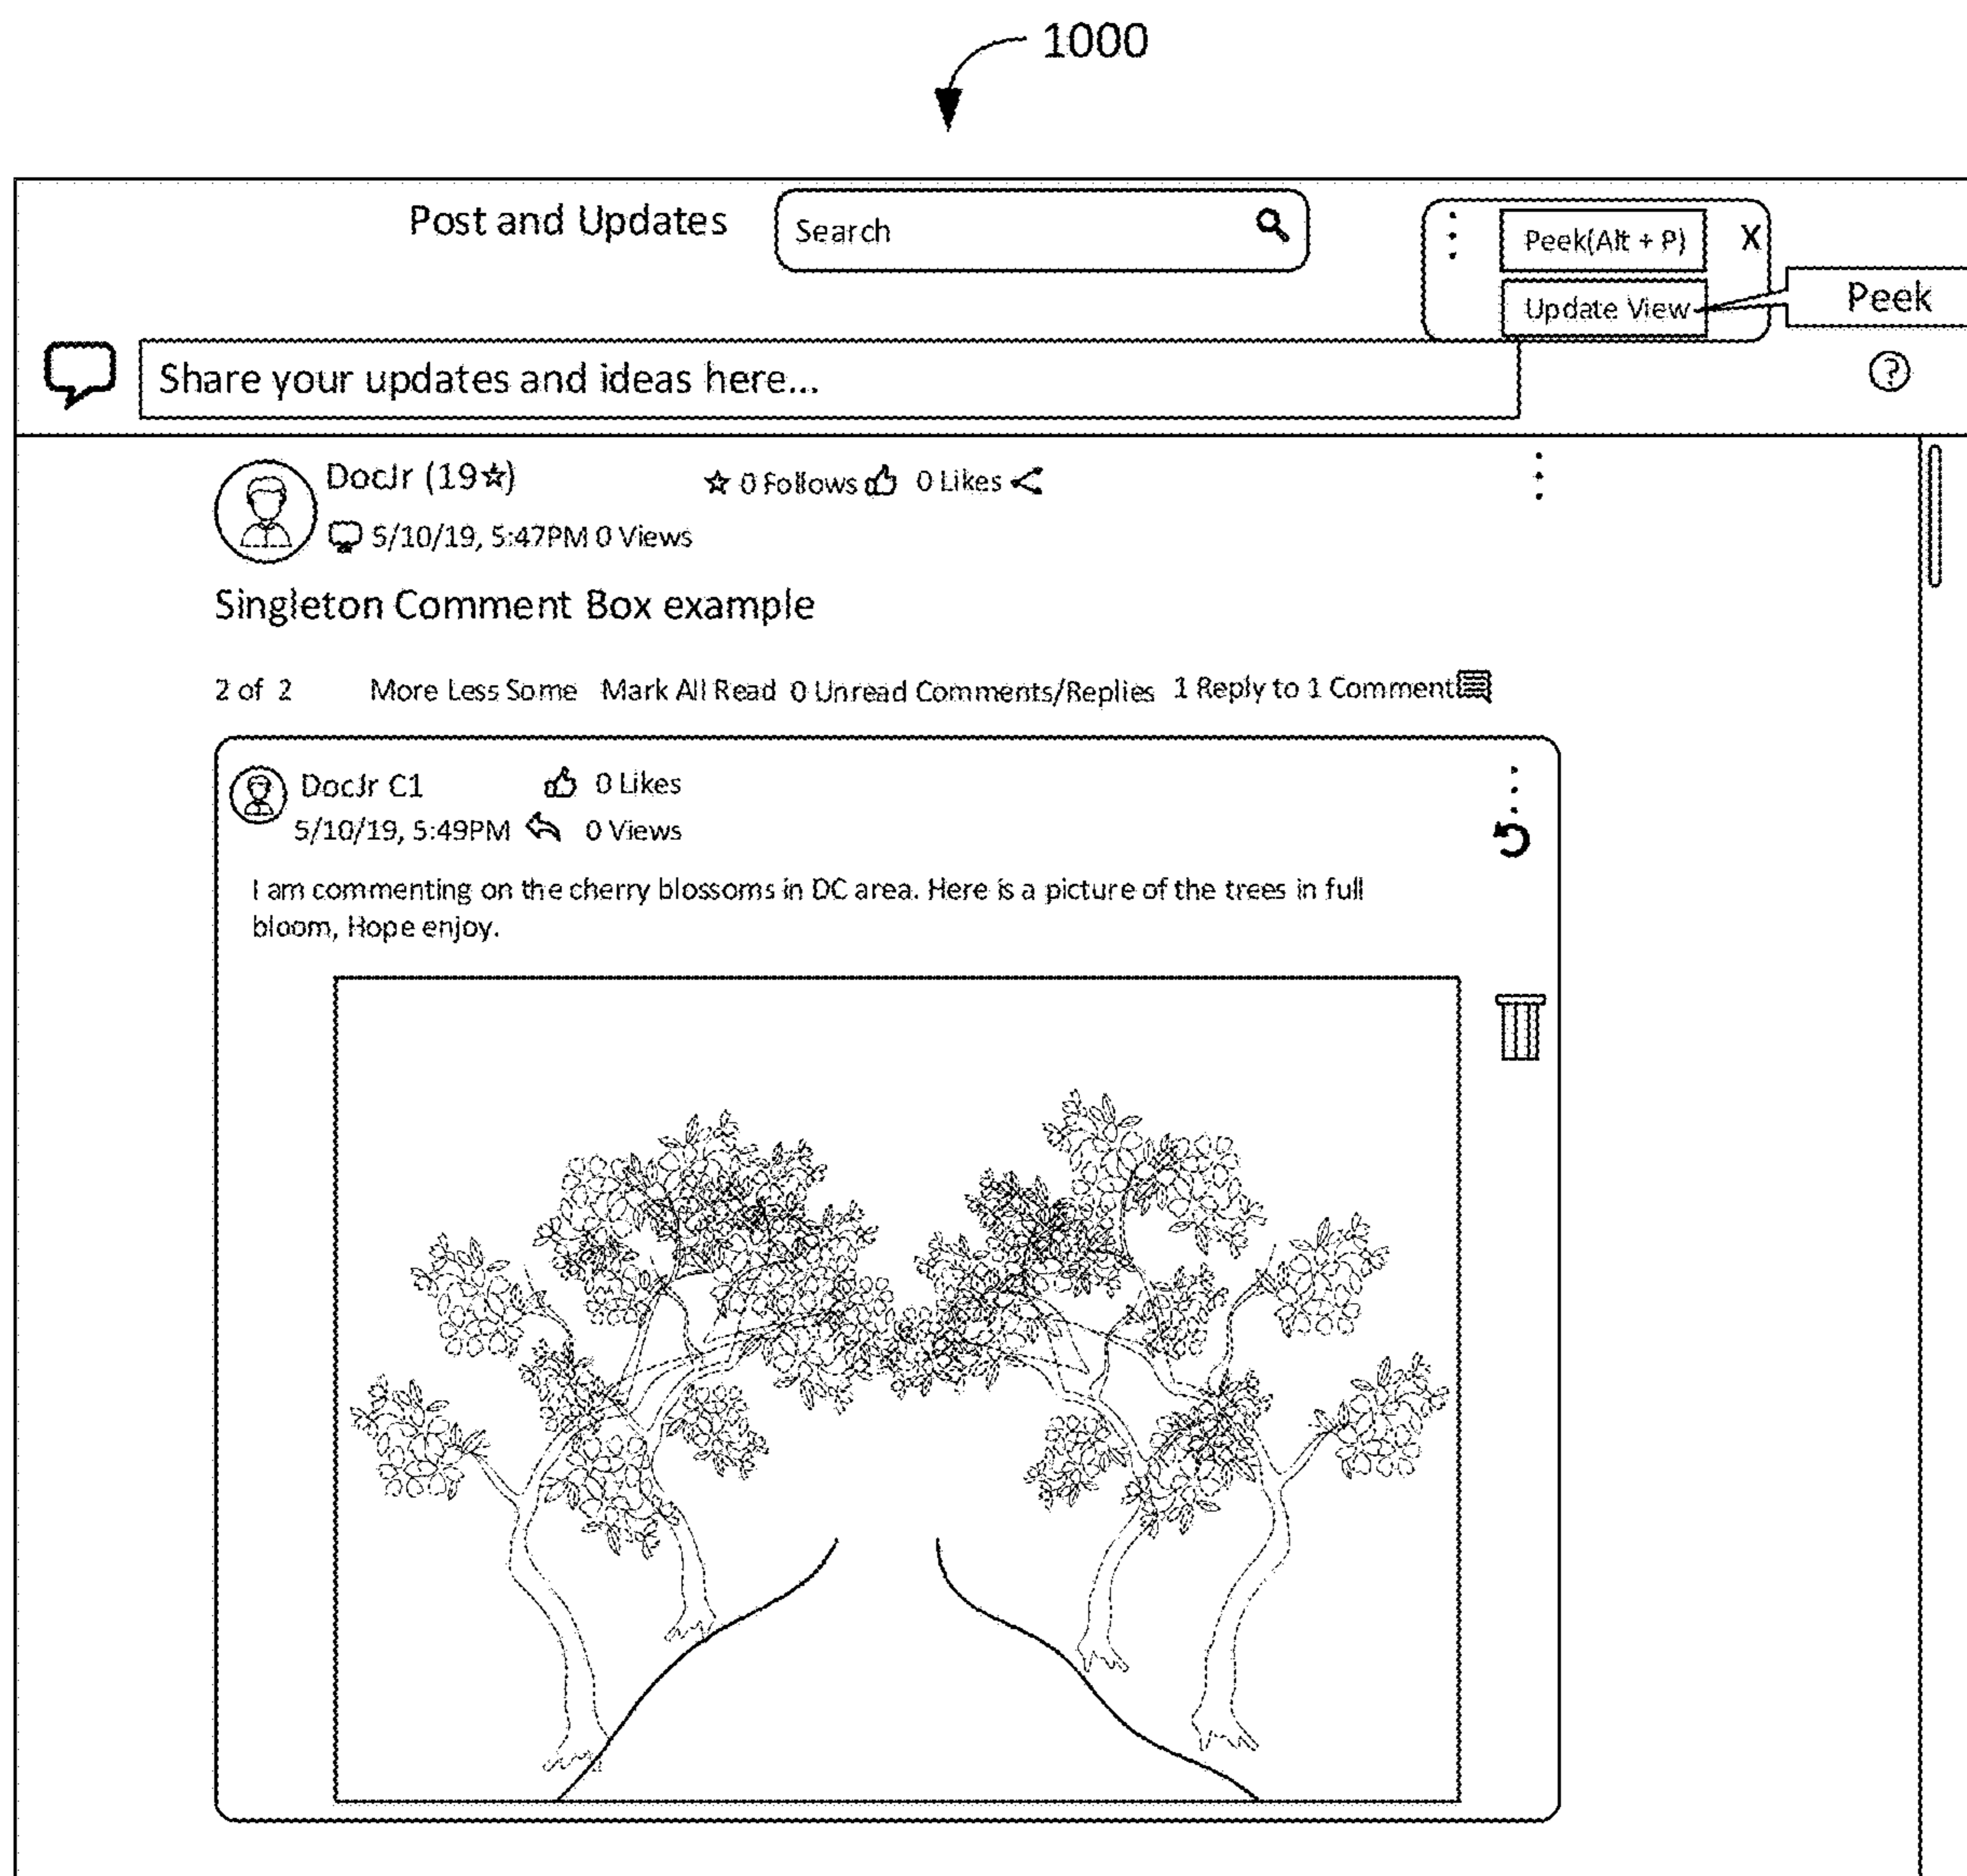 1000
Post and Updates
Search
Peek(Alt + P)
X
Update View
Peek
Share your updates and ideas here...
?
DocJr (19☆)
0 Follows
0 Likes
5/10/19, 5:47PM 0 Views
Singleton Comment Box example
2 of 2 More Less Some Mark All Read 0 Unread Comments/Replies 1 Reply to 1 Comment
DocJr C1 0 Likes
5/10/19, 5:49PM 0 Views
I am commenting on the cherry blossoms in DC area. Here is a picture of the trees in full
bloom, Hope enjoy.